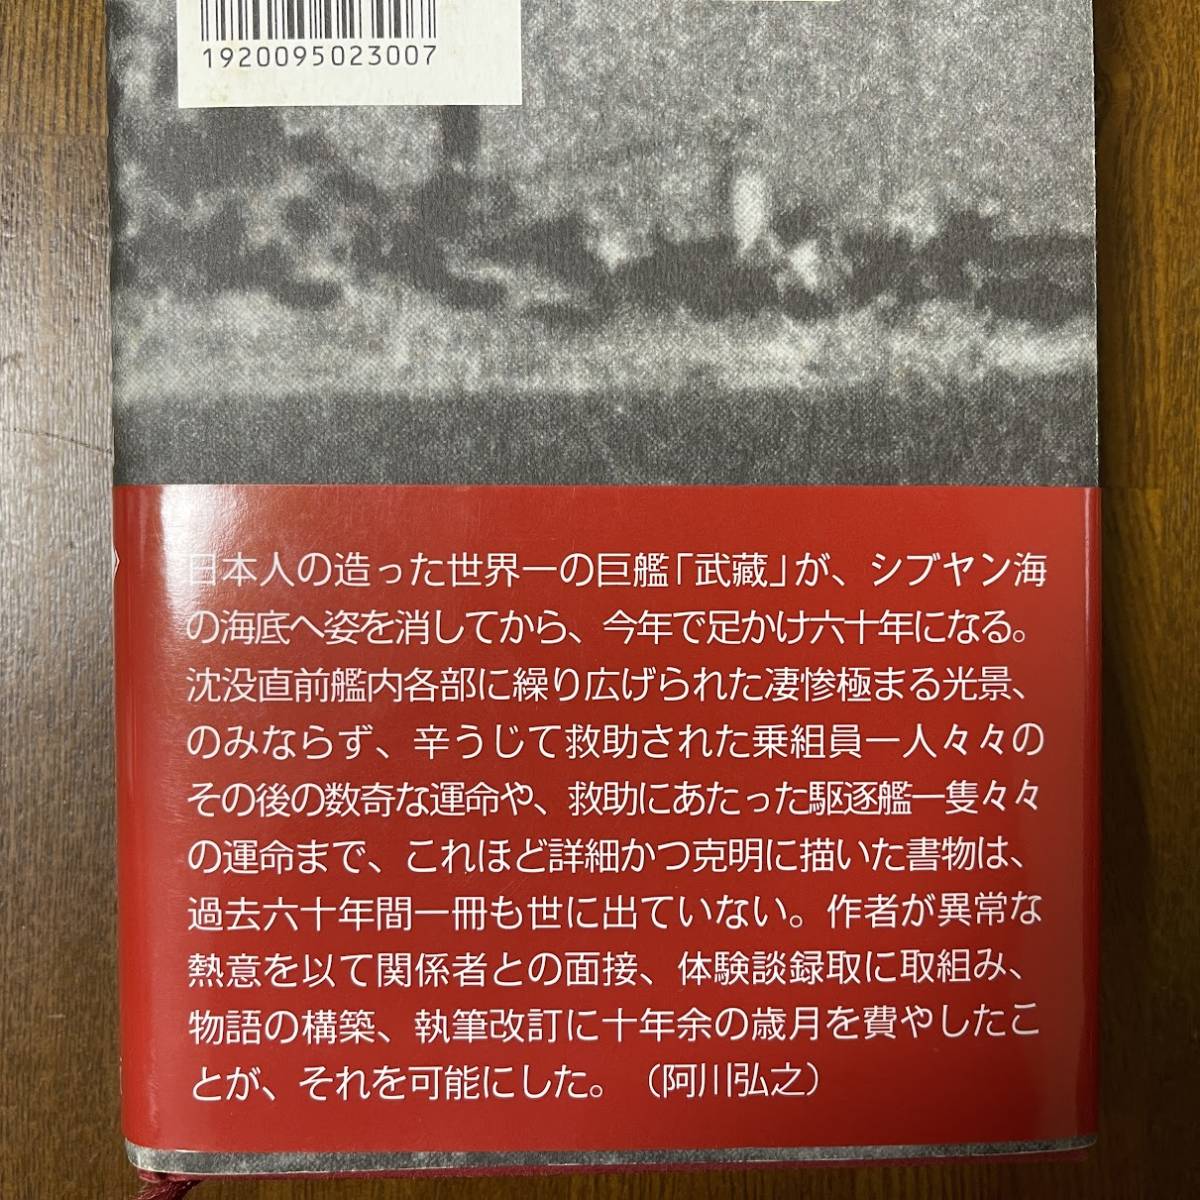 1920095023007
日本人の造った世界一の巨艦「武藏」が、シブヤン海
の海底へ姿を消してから、今年で足かけ六十年になる。
沈没直前艦内各部に繰り広げられた凄惨極まる光景、
のみならず、辛うじて救助された乗組員一人々々の
その後の数奇な運命や、救助にあたった駆逐艦一隻々々
の運命まで、これほど詳細かつ克明に描いた書物は、
過去六十年間一冊も世に出ていない。作者が異常な
熱意を以て関係者との面接、体験談録取に取組み、
物語の構築、執筆改訂に十年余の歳月を費やしたこ
とが、それを可能にした。（阿川弘之）